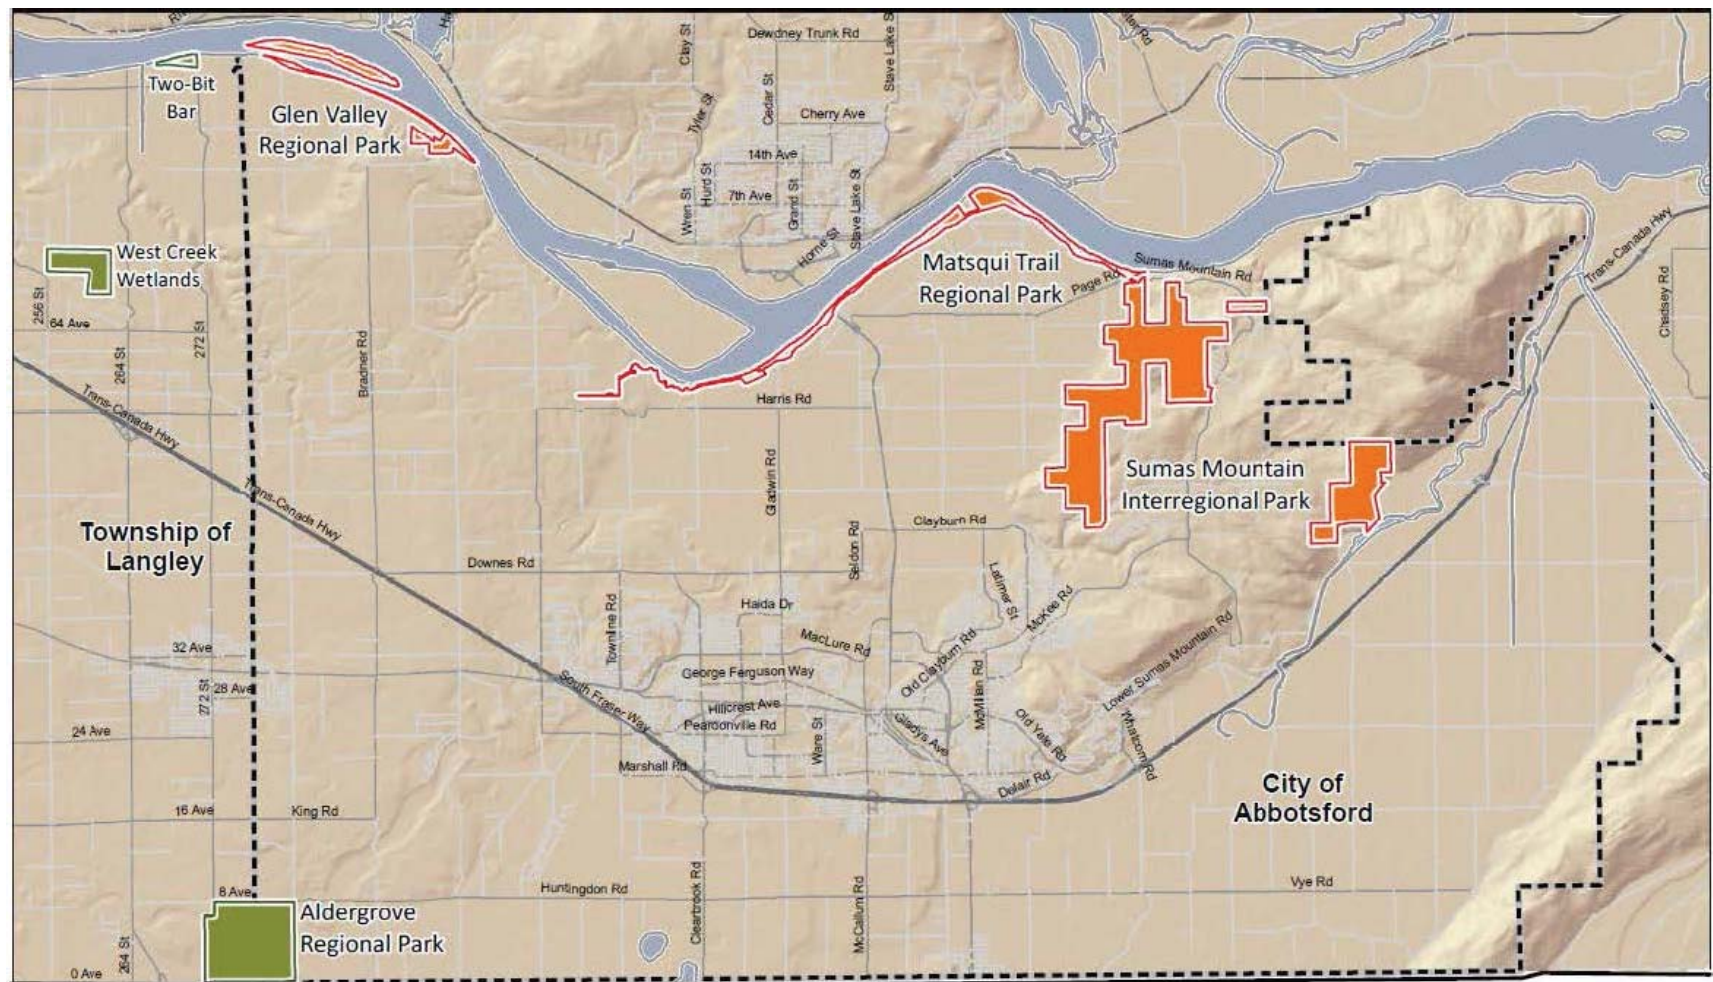 Dewdney Trunk Rd
Clay St
Stave Lake S
Two-Bit
Bar
Glen Valley
Regional Park
Tyler St
Cedar St
Cherry Ave
14th Ave
Hurd St
7th Ave
Wren St
Grand St
Stave Lake St
Horne St
West Creek
Wetlands
256 St
64 Ave
264 St
272 St
Bradner Rd
Matsqui Trail
Regional Park
Page Rd
Sumas Mountain Rd
Trans-Canada Hwy
Chadsey Rd
Trans-Canada Hwy
Harris Rd
Gladwin Rd
Trans-Canada Hwy
Sumas Mountain
Interregional Park
Township of
Langley
Clayburn Rd
Seldon Rd
Downes Rd
Latimer St
McKee Rd
Townline Rd
Haida Dr
MacLure Rd
Old Clayburn Rd
Lower Sumas Mountain Rd
32 Ave
28 Ave
272 St
George Ferguson Way
South Fraser Way
Hillcrest Ave
Peardonville Rd
Ware St
Gladys Ave
McMillan Rd
Old Yale Rd
Whatcom Rd
24 Ave
Marshall Rd
Delair Rd
City of
Abbotsford
16 Ave
King Rd
8 Ave
Huntingdon Rd
Clearbrook Rd
McCallum Rd
Vye Rd
Aldergrove
Regional Park
264 St
0 Ave